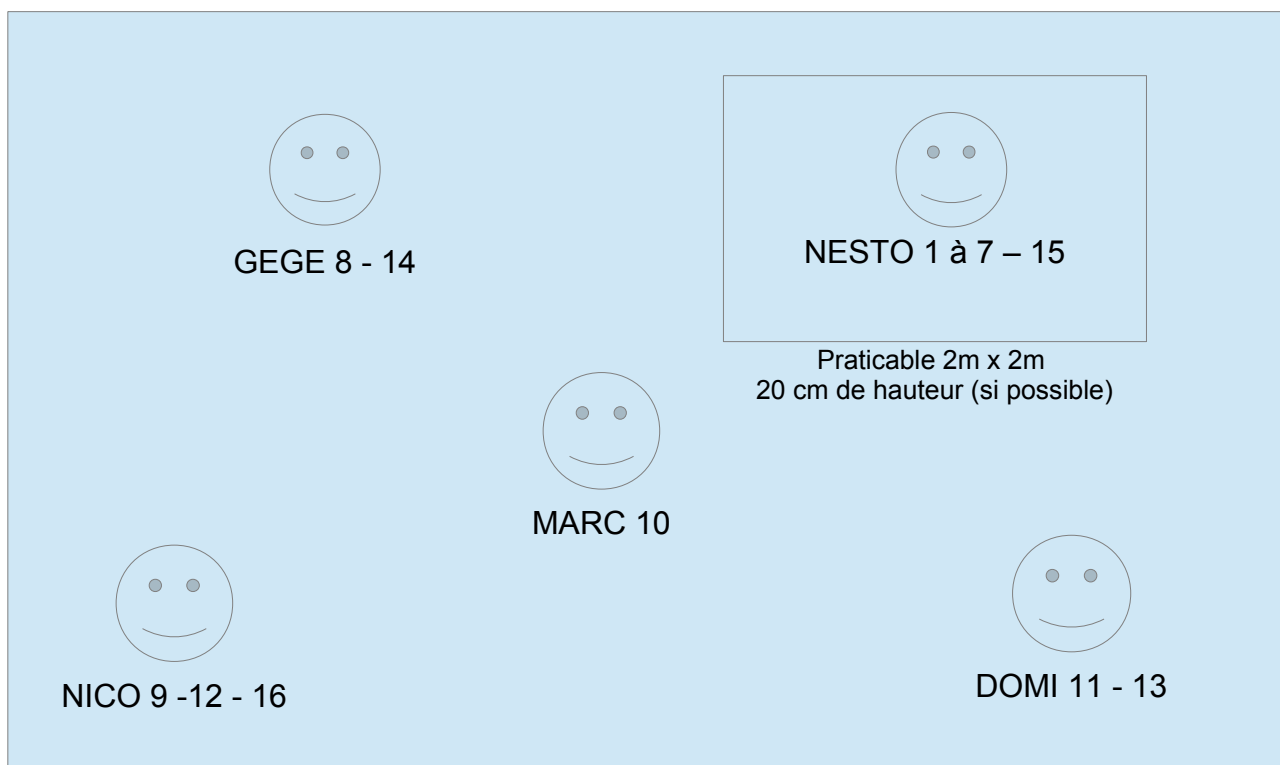 GEGE 8 - 14
NESTO 1 à 7 – 15
Praticable 2m x 2m
20 cm de hauteur (si possible)
MARC 10
NICO 9 -12 - 16
DOMI 11 - 13